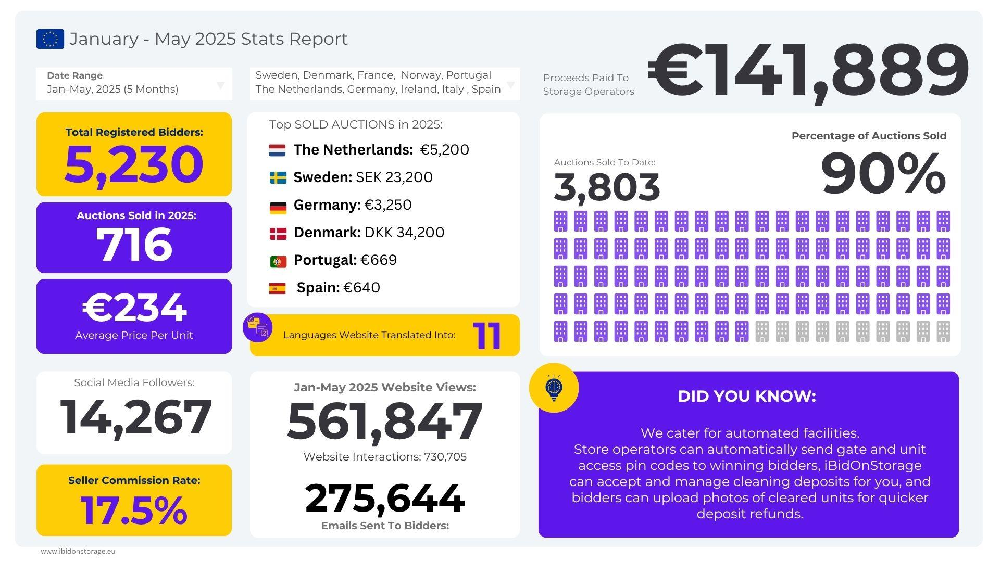 January - May 2025 Stats Report
Date Range
Jan-May, 2025 (5 Months)
Sweden, Denmark, France,  Norway, Portugal
The Netherlands, Germany, Ireland, Italy , Spain
Proceeds Paid To
Storage Operators
€141,889
Total Registered Bidders:
5,230
Auctions Sold in 2025:
716
€234
Average Price Per Unit
Top SOLD AUCTIONS in 2025:
The Netherlands:  €5,200
Sweden: SEK 23,200
Germany: €3,250
Denmark: DKK 34,200
Portugal: €669
Spain: €640
Languages Website Translated Into: 11
Percentage of Auctions Sold
90%
Auctions Sold To Date:
3,803
Social Media Followers:
14,267
Seller Commission Rate:
17.5%
Jan-May 2025 Website Views:
561,847
Website Interactions: 730,705
275,644
Emails Sent To Bidders:
DID YOU KNOW:
We cater for automated facilities.
Store operators can automatically send gate and unit
access pin codes to winning bidders, iBidOnStorage
can accept and manage cleaning deposits for you, and
bidders can upload photos of cleared units for quicker
deposit refunds.
www.ibidonstorage.eu